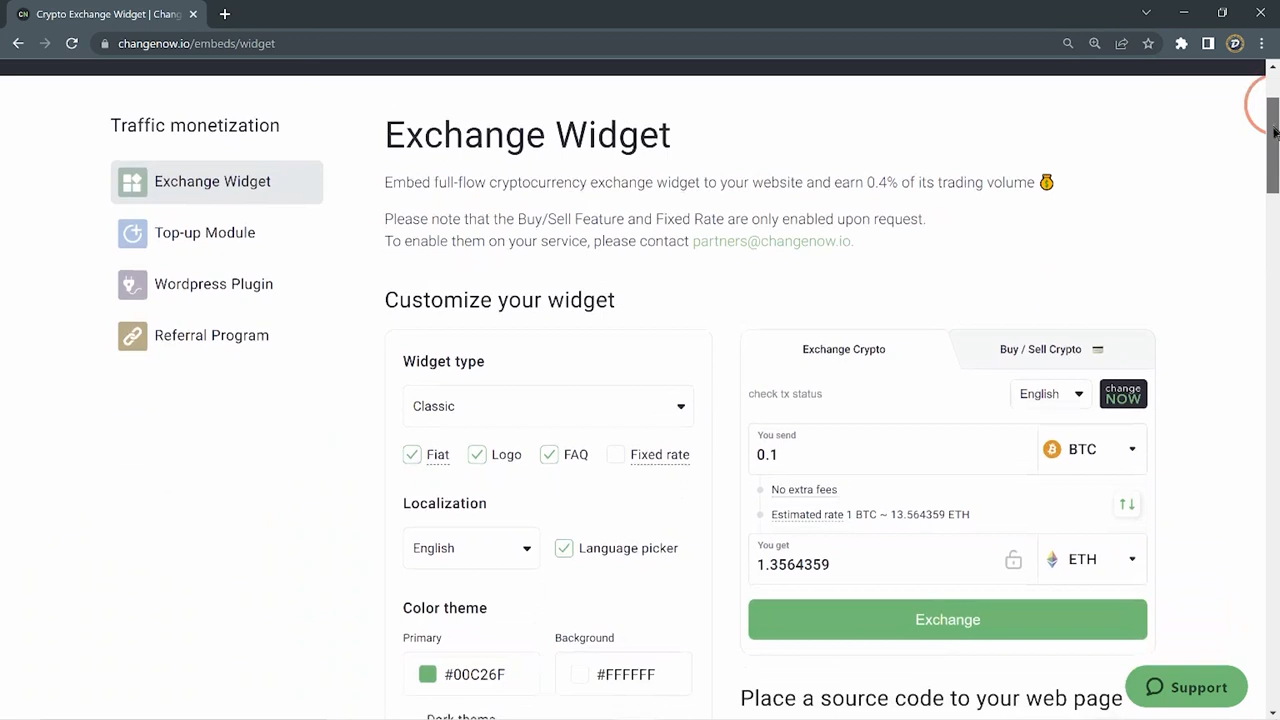 Crypto Exchange Widget | Chang
changenow.io/embeds/widget
Traffic monetization
Exchange Widget
Top-up Module
Wordpress Plugin
Referral Program
Exchange Widget
Embed full-flow cryptocurrency exchange widget to your website and earn 0.4% of its trading volume 💰
Please note that the Buy/Sell Feature and Fixed Rate are only enabled upon request.
To enable them on your service, please contact partners@changenow.io.
Customize your widget
Widget type
Classic
Fiat Logo FAQ Fixed rate
Localization
English Language picker
Color theme
Primary Background
#00C26F #FFFFFF
Dark theme
Exchange Crypto Buy / Sell Crypto
check tx status English change
NOW
You send
0.1 BTC
No extra fees
Estimated rate 1 BTC ~ 13.564359 ETH
You get
1.3564359 ETH
Exchange
Place a source code to your web page
Support